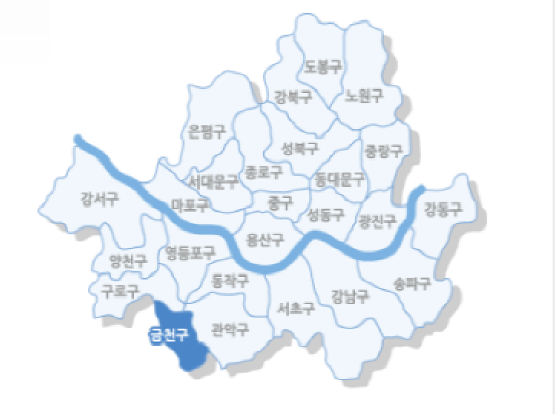 도봉구
강북구
노원구
은평구
성북구
중랑구
종로구
서대문구
동대문구
강서구
마포구
중구
성동구
광진구
강동구
용산구
영등포구
양천구
동작구
송파구
구로구
강남구
서초구
관악구
금천구